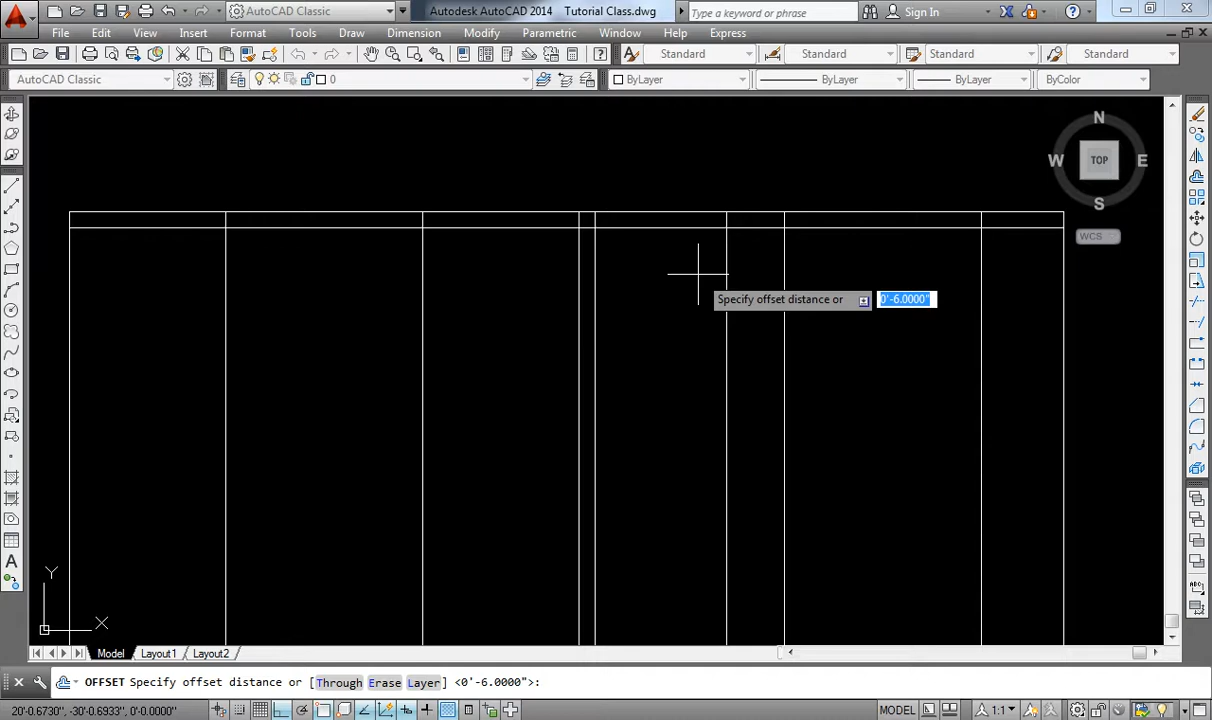 AutoCAD Classic
Autodesk AutoCAD 2014 Tutorial Class.dwg
Type a keyword or phrase
Sign In
File Edit View Insert Format Tools Draw Dimension Modify Parametric Window Help Express
Standard Standard Standard Standard
AutoCAD Classic 0 ByLayer ByLayer ByLayer ByColor
N
W TOP E
S
WCS
Specify offset distance or 0'-6.0000"
A
Y
X
Model Layout1 Layout2
OFFSET Specify offset distance or [Through Erase Layer] <0'-6.0000">:
20'-0.6730", -30'-0.6933", 0'-0.0000" MODEL 1:1